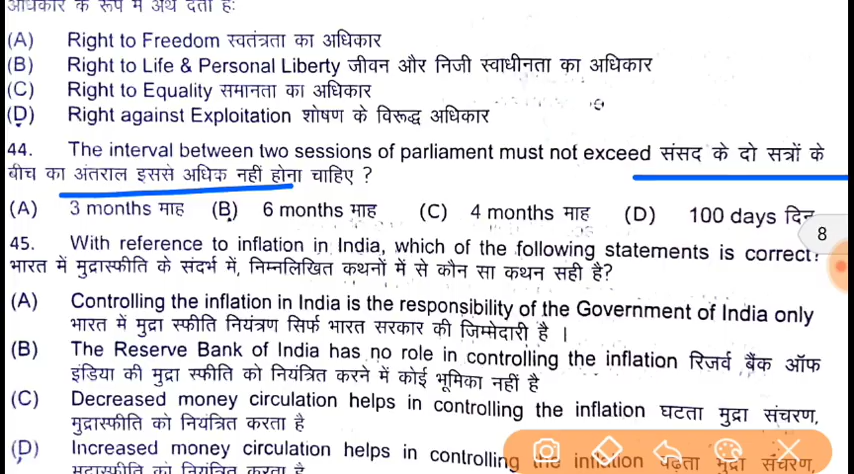 अधिकार के रूप में अर्थ देता है:
(A) Right to Freedom स्वतंत्रता का अधिकार
(B) Right to Life & Personal Liberty जीवन और निजी स्वाधीनता का अधिकार
(C) Right to Equality समानता का अधिकार
(D) Right against Exploitation शोषण के विरूद्ध अधिकार
44. The interval between two sessions of parliament must not exceed संसद के दो सत्रों के
बीच का अंतराल इससे अधिक नहीं होना चाहिए ?
(A) 3 months माह (B) 6 months माह (C) 4 months माह (D) 100 days दिन
8
45. With reference to inflation in India, which of the following statements is correct?
भारत में मुद्रास्फीति के संदर्भ में, निम्नलिखित कथनों में से कौन सा कथन सही है?
(A) Controlling the inflation in India is the responsibility of the Government of India only
भारत में मुद्रा स्फीति नियंत्रण सिर्फ भारत सरकार की जिम्मेदारी है ।
(B) The Reserve Bank of India has no role in controlling the inflation रिजर्व बैंक ऑफ
इंडिया की मुद्रा स्फीति को नियंत्रित करने में कोई भूमिका नहीं है
(C) Decreased money circulation helps in controlling the inflation घटता मुद्रा संचरण,
मुद्रास्फीति को नियंत्रित करता है
(D) Increased money circulation helps in controlling the inflation बढ़ता मुद्रा संचरण,
मुद्रास्फीति को नियंत्रित करता है